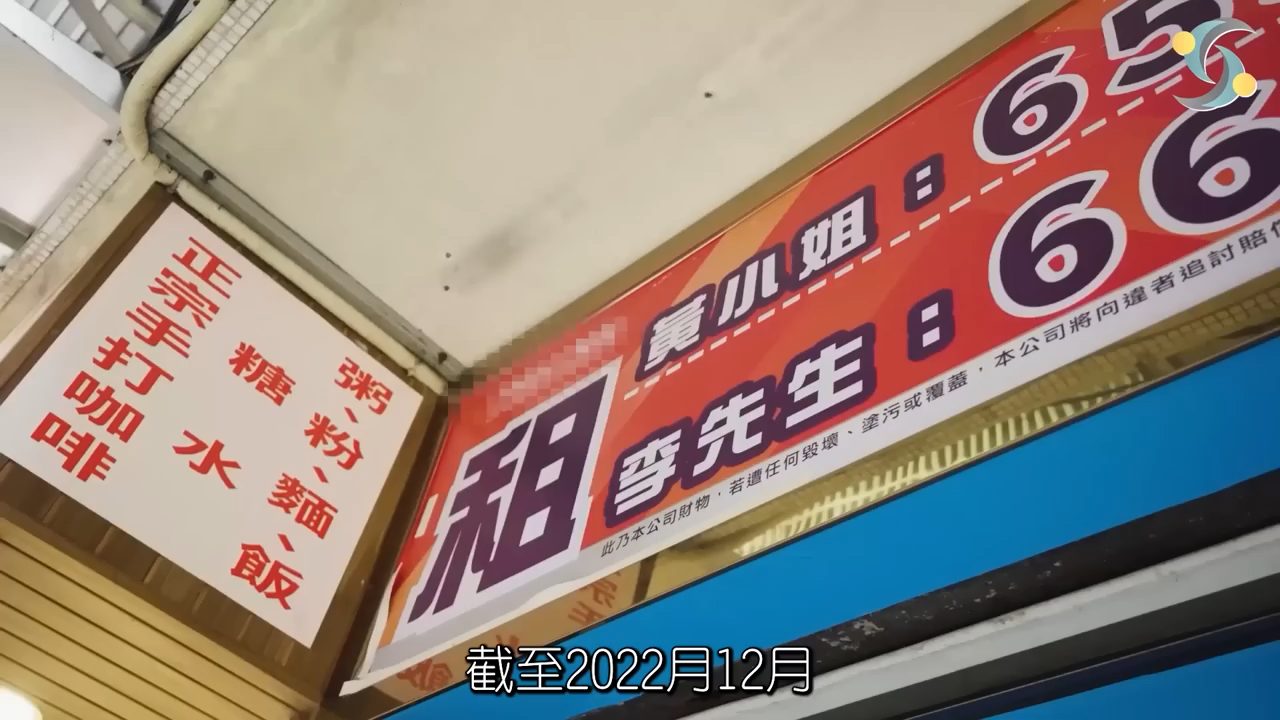 正宗手打咖啡
糖水
粥、粉、麵、飯
租
黃小姐：65
李先生：66
此乃本公司財物，若遭任何毀壞、塗污或覆蓋，本公司將向違者追討賠償
截至2022月12月